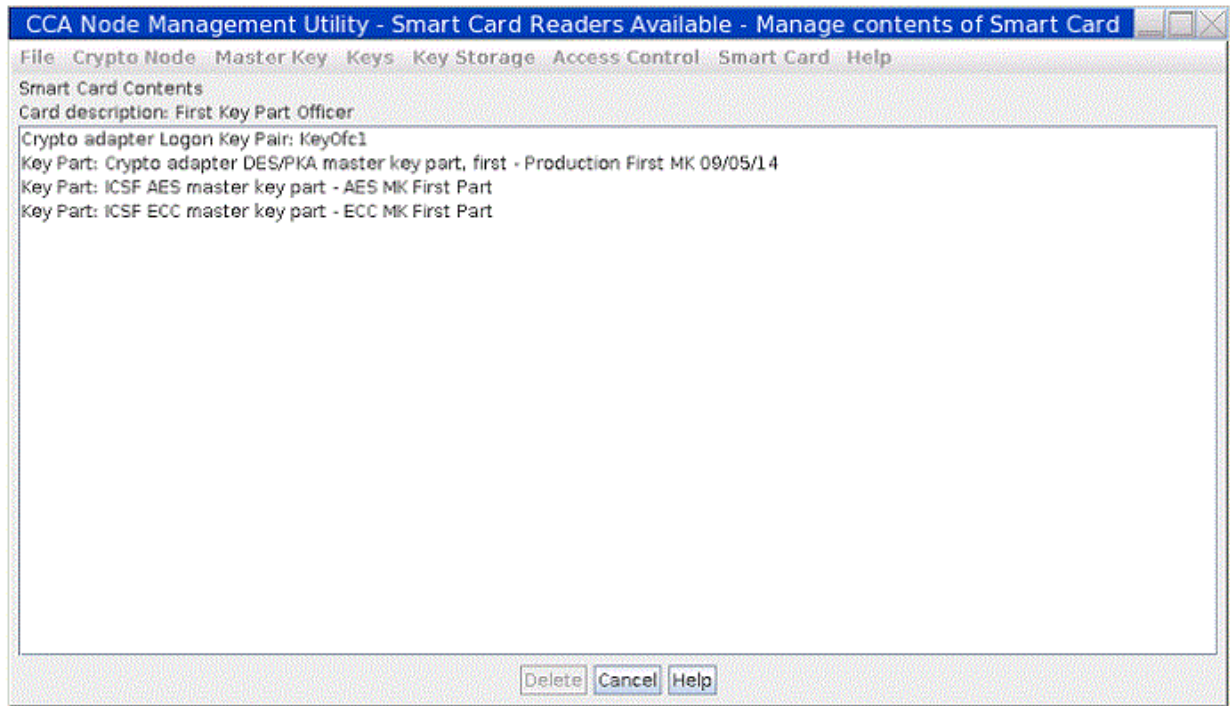 CCA Node Management Utility - Smart Card Readers Available - Manage contents of Smart Card
File Crypto Node Master Key Keys Key Storage Access Control Smart Card Help
Smart Card Contents
Card description: First Key Part Officer
Crypto adapter Logon Key Pair: KeyOfc1
Key Part: Crypto adapter DES/PKA master key part, first - Production First MK 09/05/14
Key Part: ICSF AES master key part - AES MK First Part
Key Part: ICSF ECC master key part - ECC MK First Part
Delete Cancel Help